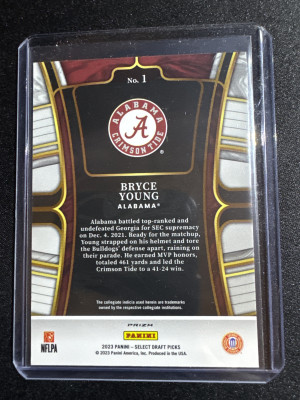 No. 1
ALABAMA
A
CRIMSON TIDE
BRYCE
YOUNG
ALABAMA®
Alabama battled top-ranked and
undefeated Georgia for SEC supremacy
on Dec. 4, 2021. Ready for the matchup,
Young strapped on his helmet and tore
the Bulldogs' defense apart, raining on
their parade. He earned MVP honors,
totaled 461 yards and led the
Crimson Tide to a 41-24 win.
The collegiate indicia used herein are trademarks
owned by the respective collegiate institutions.
PRIZM
NFLPA
PANINI
2023 PANINI – SELECT DRAFT PICKS
© 2023 Panini America, Inc. Produced in the USA.